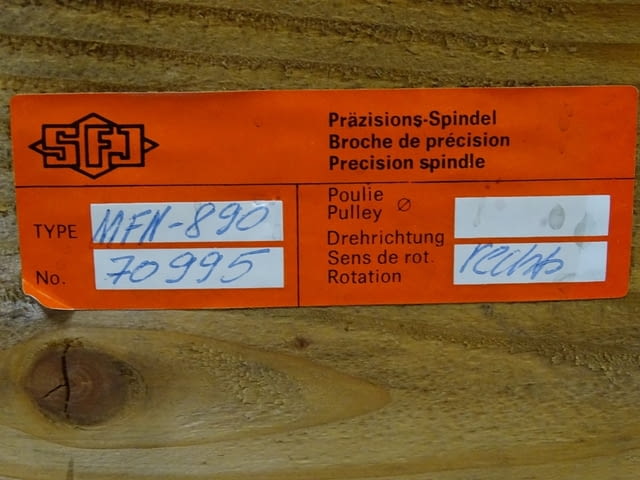 SFJ
Präzisions-Spindel
Broche de précision
Precision spindle
TYPE MFN-890
No. 70995
Poulie
Pulley ⌀
Drehrichtung
Sens de rot.
Rotation
rechts